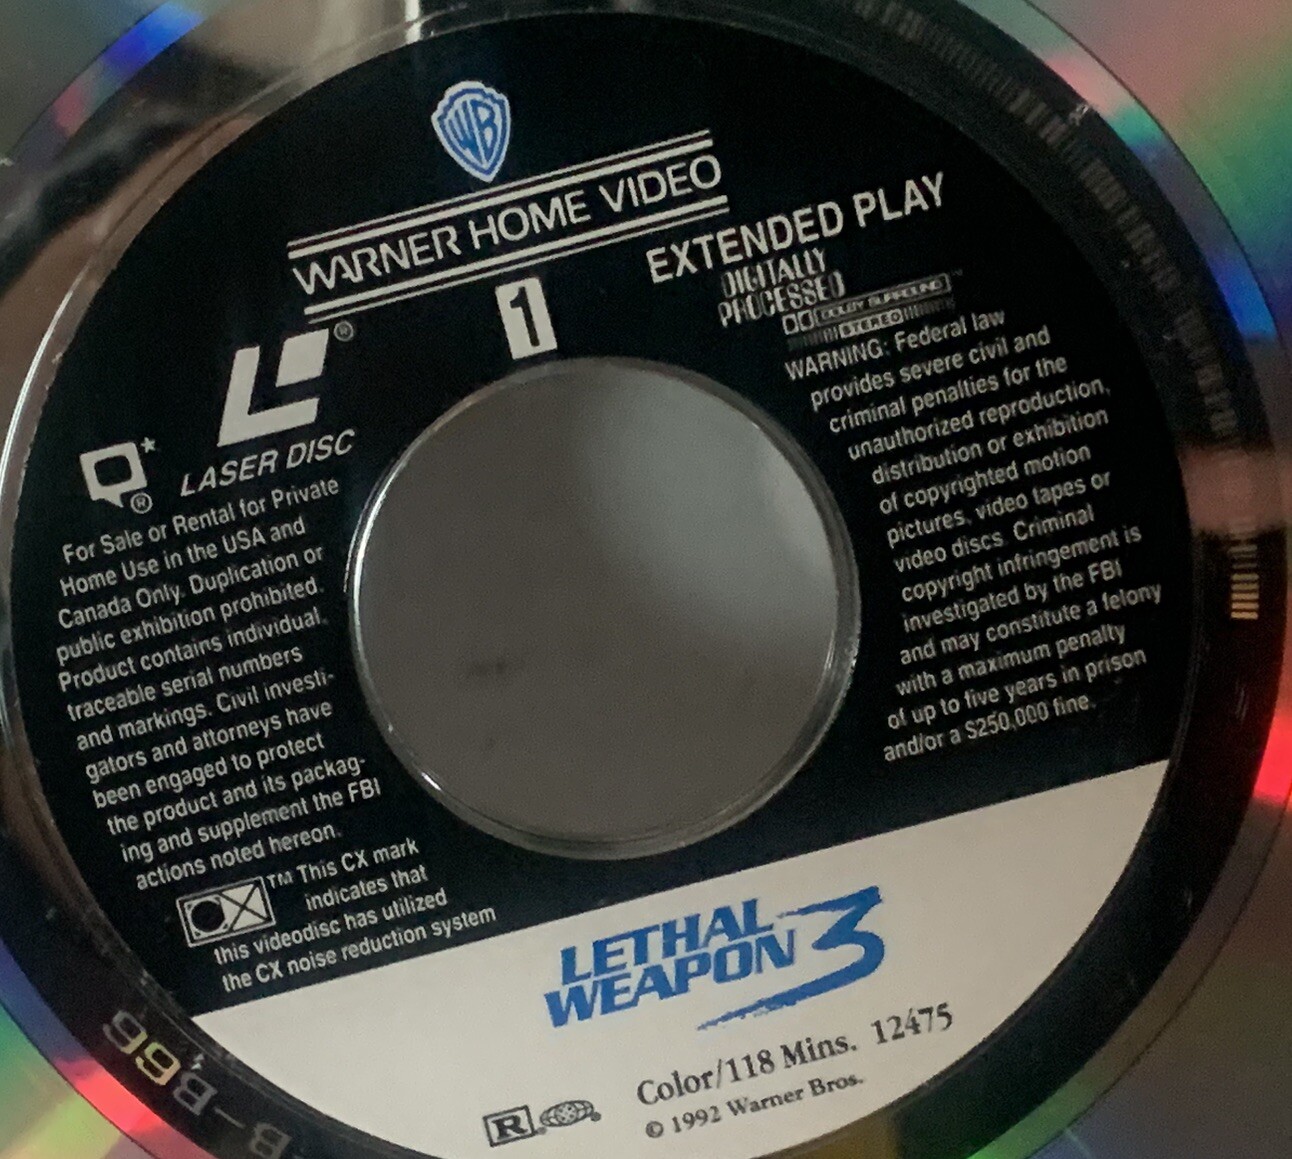 WB
WARNER HOME VIDEO
1
EXTENDED PLAY
DIGITALLY
PROCESSED
DOLBY SURROUND™
STEREO
L®
LASER DISC
*
®
For Sale or Rental for Private
Home Use in the USA and
Canada Only. Duplication or
public exhibition prohibited.
Product contains individual.
traceable serial numbers
and markings. Civil investi-
gators and attorneys have
been engaged to protect
the product and its packag-
ing and supplement the FBI
actions noted hereon.
CX ™ This CX mark
indicates that
this videodisc has utilized
the CX noise reduction system
WARNING: Federal law
provides severe civil and
criminal penalties for the
unauthorized reproduction,
distribution or exhibition
of copyrighted motion
pictures, video tapes or
video discs. Criminal
copyright infringement is
investigated by the FBI
and may constitute a felony
with a maximum penalty
of up to five years in prison
and/or a $250,000 fine.
LETHAL
WEAPON 3
Color/118 Mins. 12475
R ®
© 1992 Warner Bros.